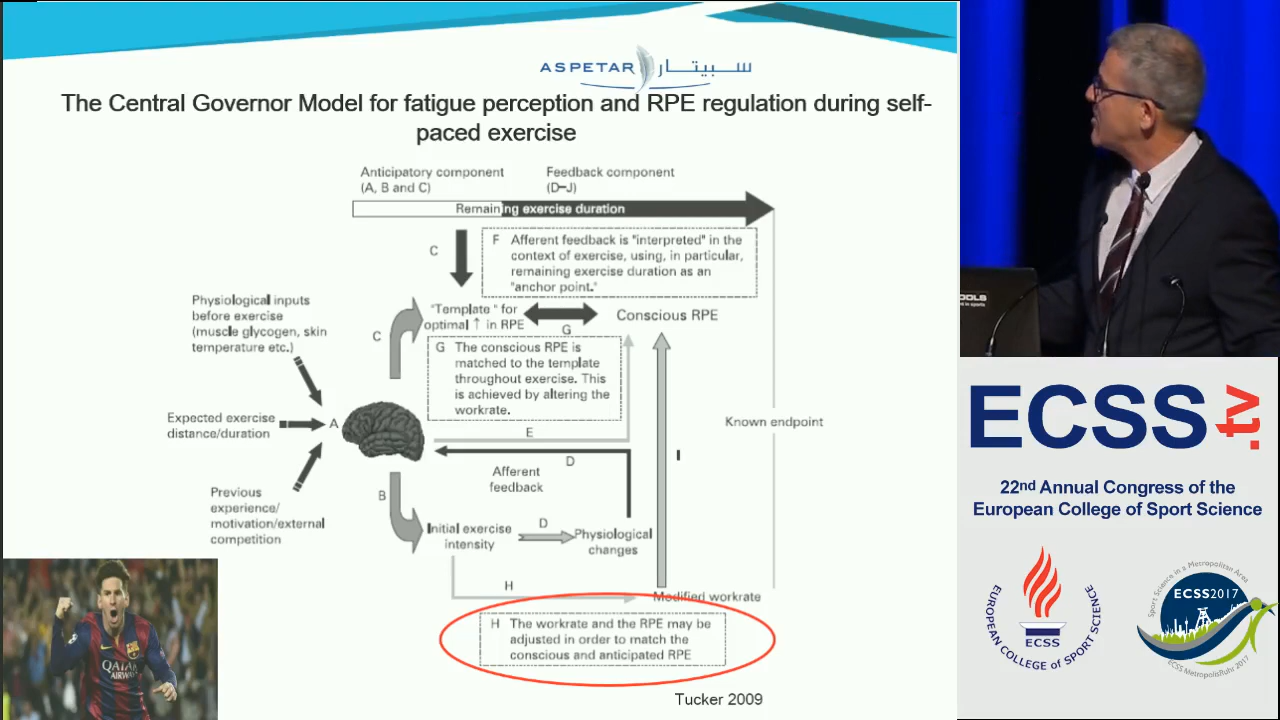 ASPETAR سبيتار
The Central Governor Model for fatigue perception and RPE regulation during self-
paced exercise
Anticipatory component
(A, B and C)
Feedback component
(D–J)
Remaining exercise duration
C
F Afferent feedback is "interpreted" in the
context of exercise, using, in particular,
remaining exercise duration as an
"anchor point."
Physiological inputs
before exercise
(muscle glycogen, skin
temperature etc.)
C
"Template " for
optimal ↑ in RPE
G
Conscious RPE
G The conscious RPE is
matched to the template
throughout exercise. This
is achieved by altering the
workrate.
Expected exercise
distance/duration
A
E
D
Afferent
feedback
I
Known endpoint
Previous
experience/
motivation/external
competition
B
Initial exercise
intensity
D
Physiological
changes
H
Modified workrate
H The workrate and the RPE may be
adjusted in order to match the
conscious and anticipated RPE
Tucker 2009
QATAR
AIRWAYS
ECSS.tv
22nd Annual Congress of the
European College of Sport Science
EUROPEAN COLLEGE OF SPORT SCIENCE
ECSS
Sport Science in a Metropolitan Area
ECSS2017